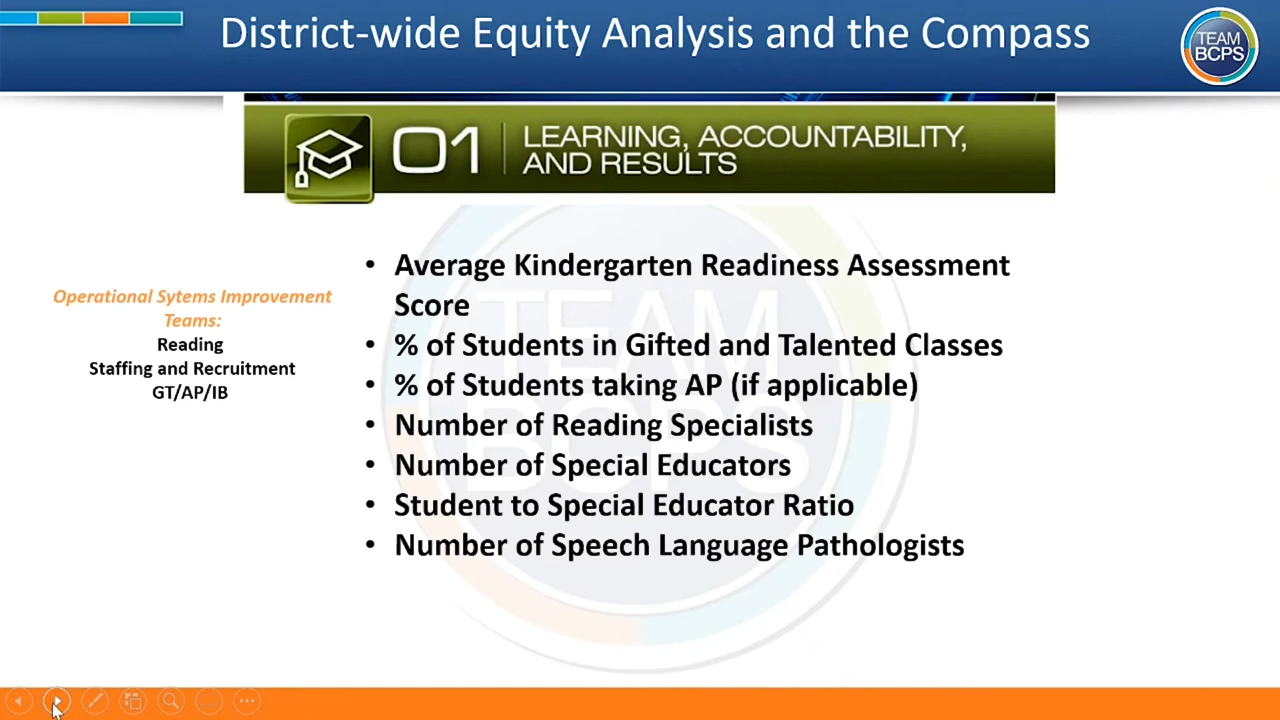 District-wide Equity Analysis and the Compass
TEAM
BCPS
01
LEARNING, ACCOUNTABILITY,
AND RESULTS
Operational Sytems Improvement
Teams:
Reading
Staffing and Recruitment
GT/AP/IB
• Average Kindergarten Readiness Assessment
Score
• % of Students in Gifted and Talented Classes
• % of Students taking AP (if applicable)
• Number of Reading Specialists
• Number of Special Educators
• Student to Special Educator Ratio
• Number of Speech Language Pathologists
TEAM
BCPS